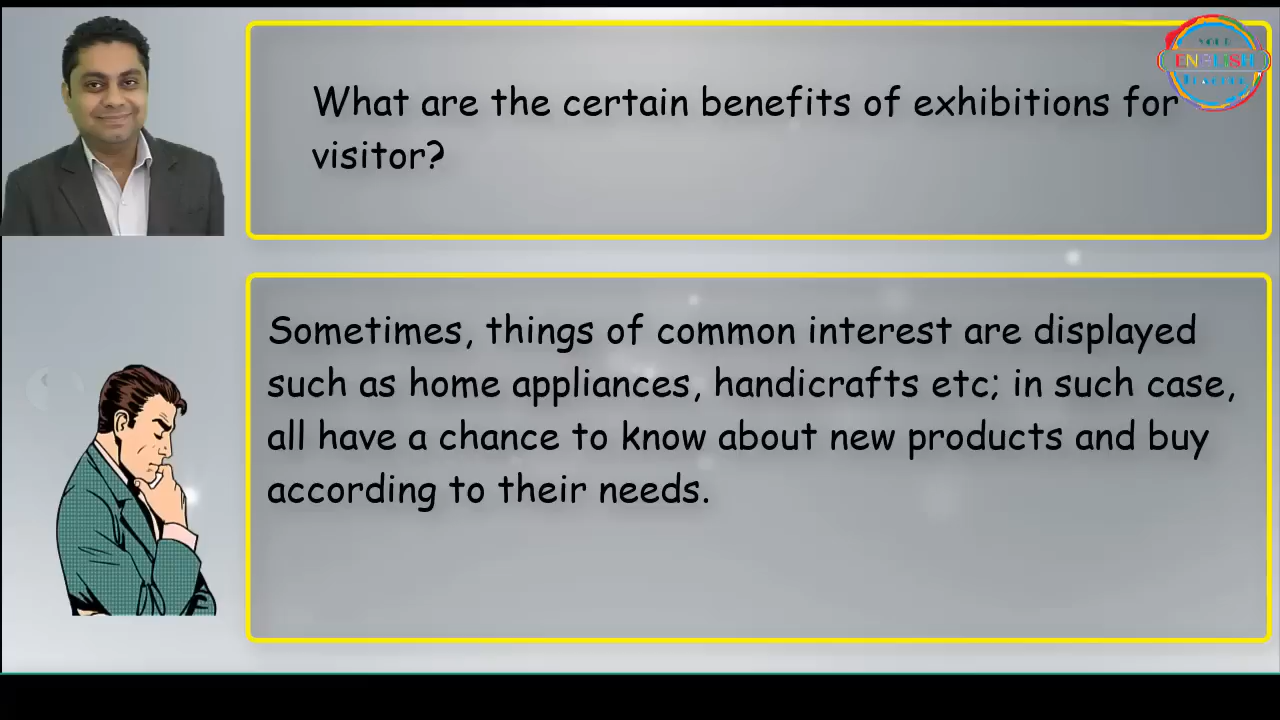 What are the certain benefits of exhibitions for
visitor?
YOUR
ENGLISH
TEACHER
Sometimes, things of common interest are displayed
such as home appliances, handicrafts etc; in such case,
all have a chance to know about new products and buy
according to their needs.